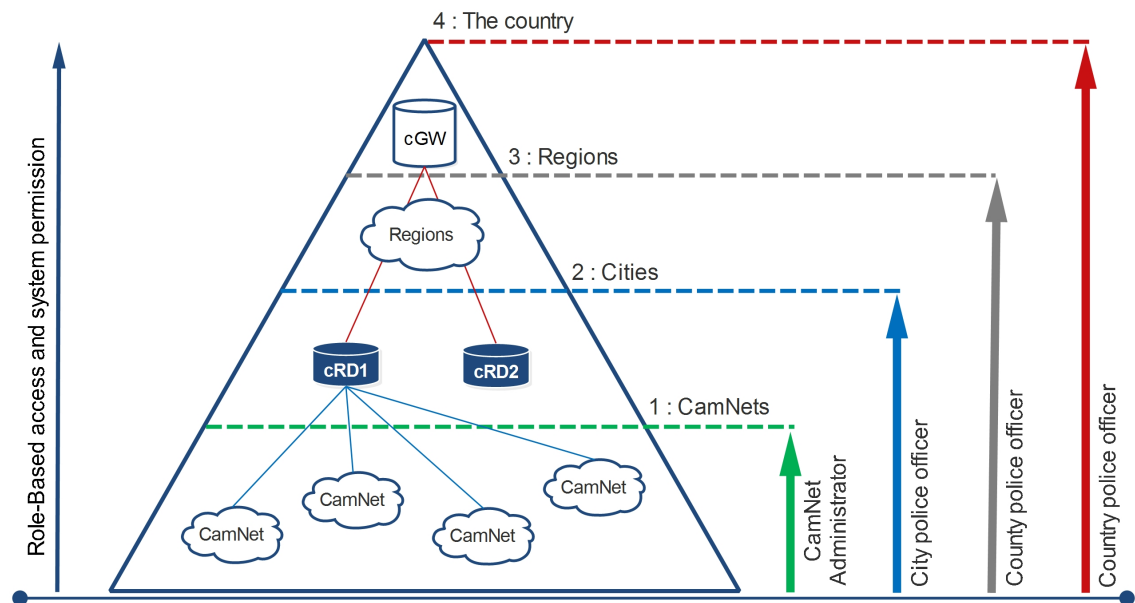 4 : The country
cGW
3 : Regions
Regions
2 : Cities
cRD1
cRD2
1 : CamNets
CamNet
CamNet
CamNet
CamNet
Role-Based access and system permission
CamNet
Administrator
City police officer
County police officer
Country police officer